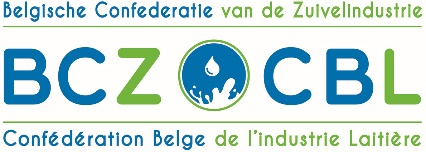 Belgische Confederatie van de Zuivelindustrie
BCZ CBL
Confédération Belge de l'industrie Laitière